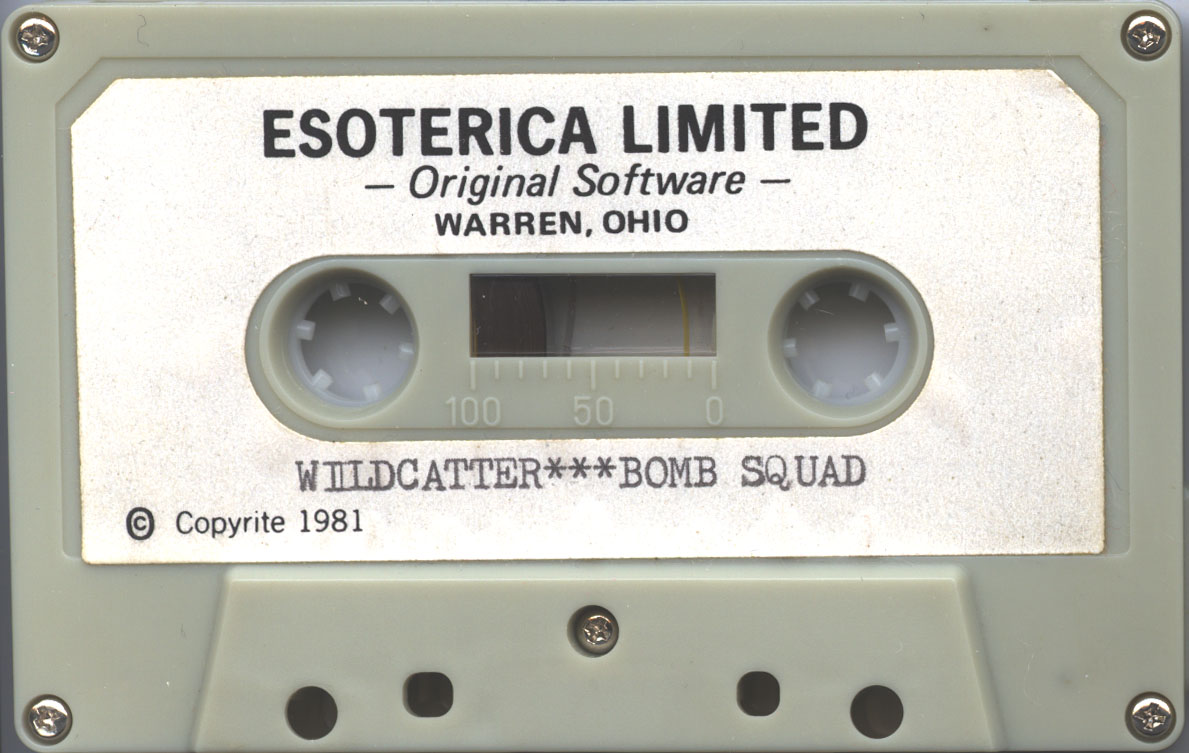 ESOTERICA LIMITED
— Original Software —
WARREN, OHIO
100 50 0
WIILDCATTER***BOMB SQUAD
© Copyrite 1981